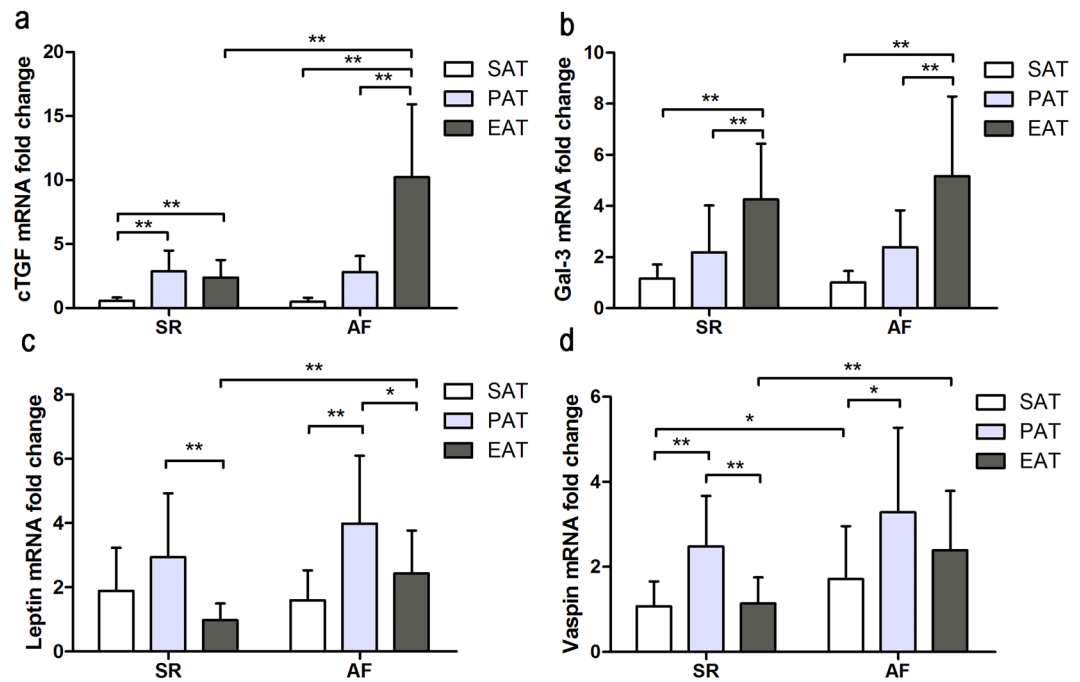 a
cTGF mRNA fold change
20
15
10
5
0
**
**
**
**
**
**
SR
AF
SAT
PAT
EAT
b
Gal-3 mRNA fold change
10
8
6
4
2
0
**
**
**
**
SR
AF
SAT
PAT
EAT
c
Leptin mRNA fold change
8
6
4
2
0
**
**
*
**
SR
AF
SAT
PAT
EAT
d
Vaspin mRNA fold change
6
4
2
0
**
*
*
**
**
SR
AF
SAT
PAT
EAT